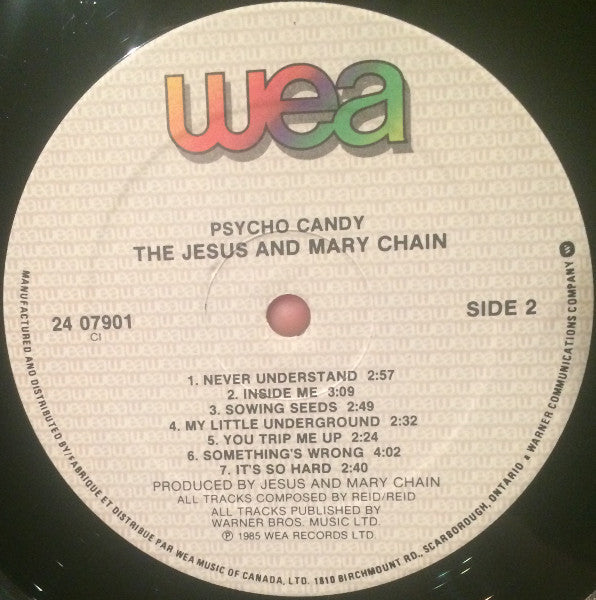 wea
PSYCHO CANDY
THE JESUS AND MARY CHAIN
24 07901
CI
SIDE 2
1. NEVER UNDERSTAND 2:57
2. INSIDE ME 3:09
3. SOWING SEEDS 2:49
4. MY LITTLE UNDERGROUND 2:32
5. YOU TRIP ME UP 2:24
6. SOMETHING'S WRONG 4:02
7. IT'S SO HARD 2:40
PRODUCED BY JESUS AND MARY CHAIN
ALL TRACKS COMPOSED BY REID/REID
ALL TRACKS PUBLISHED BY
WARNER BROS. MUSIC LTD.
℗ 1985 WEA RECORDS LTD.
MANUFACTURED AND DISTRIBUTED BY/FABRIQUE ET DISTRIBUE PAR WEA MUSIC OF CANADA, LTD. 1810 BIRCHMOUNT RD., SCARBOROUGH, ONTARIO A WARNER COMMUNICATIONS COMPANY